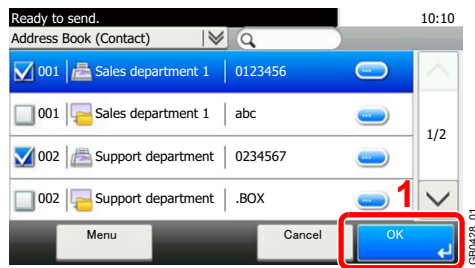 Ready to send.
10:10
Address Book (Contact)
001 Sales department 1 0123456
001 Sales department 1 abc
1/2
002 Support department 0234567
002 Support department .BOX
1
Menu Cancel OK
GB0428_01